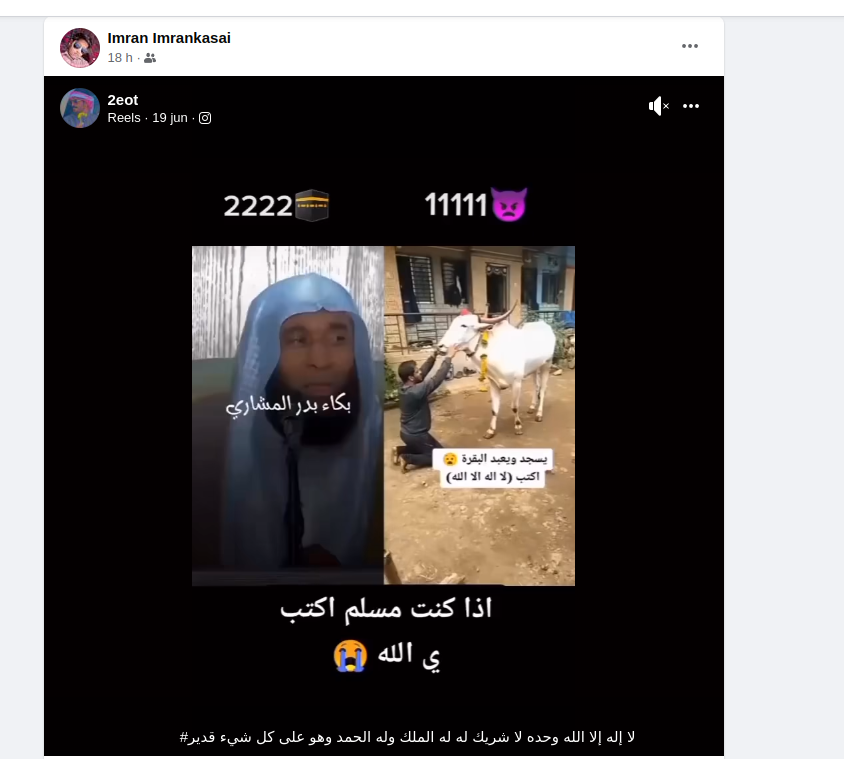 Imran Imrankasai
18 h ·
2eot
Reels · 19 jun ·
2222🕋
11111👿
بكاء بدر المشاري
يسجد ويعبد البقرة 😧
اكتب (لا اله الا الله)
اذا كنت مسلم اكتب
ي الله 😭
لا إله إلا الله وحده لا شريك له له الملك وله الحمد وهو على كل شيء قدير#